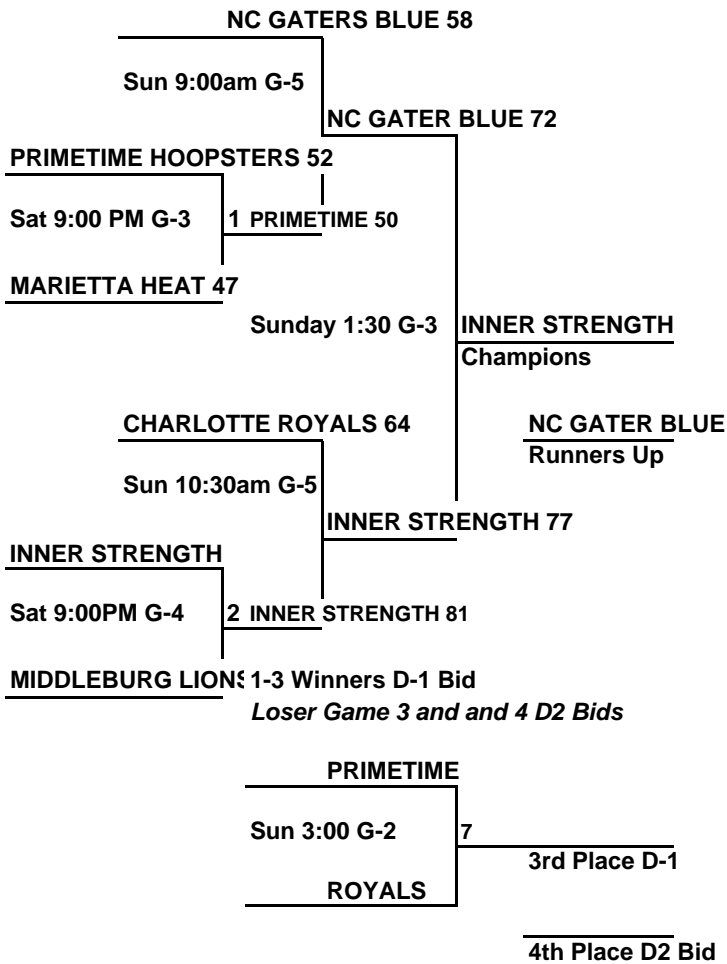 NC GATERS BLUE 58
Sun 9:00am G-5
NC GATER BLUE 72
PRIMETIME HOOPSTERS 52
Sat 9:00 PM G-3 1 PRIMETIME 50
MARIETTA HEAT 47
Sunday 1:30 G-3 INNER STRENGTH
Champions
CHARLOTTE ROYALS 64 NC GATER BLUE
Runners Up
Sun 10:30am G-5
INNER STRENGTH 77
INNER STRENGTH
Sat 9:00PM G-4 2 INNER STRENGTH 81
MIDDLEBURG LIONS 1-3 Winners D-1 Bid
Loser Game 3 and and 4 D2 Bids
PRIMETIME
Sun 3:00 G-2 7
3rd Place D-1
ROYALS
4th Place D2 Bid